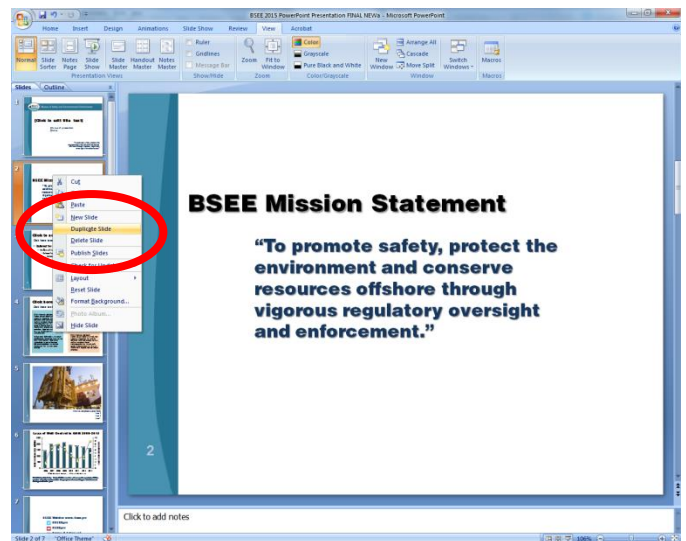 BSEE 2015 PowerPoint Presentation FINAL NEWa - Microsoft PowerPoint
Home Insert Design Animations Slide Show Review View Acrobat
Normal Slide Sorter Notes Page Slide Show Slide Master Handout Master Notes Master
Presentation Views
Ruler
Gridlines
Message Bar
Show/Hide
Zoom Fit to Window
Zoom
Color
Grayscale
Pure Black and White
Color/Grayscale
New Window
Arrange All
Cascade
Move Split
Switch Windows
Window
Macros
Macros
Slides Outline
Cut
Paste
New Slide
Duplicate Slide
Delete Slide
Publish Slides
Layout
Reset Slide
Format Background...
Photo Album...
Hide Slide
4
5
6
7
BSEE Mission Statement
“To promote safety, protect the
environment and conserve
resources offshore through
vigorous regulatory oversight
and enforcement.”
2
Click to add notes
Slide 2 of 7 "Office Theme" 106%